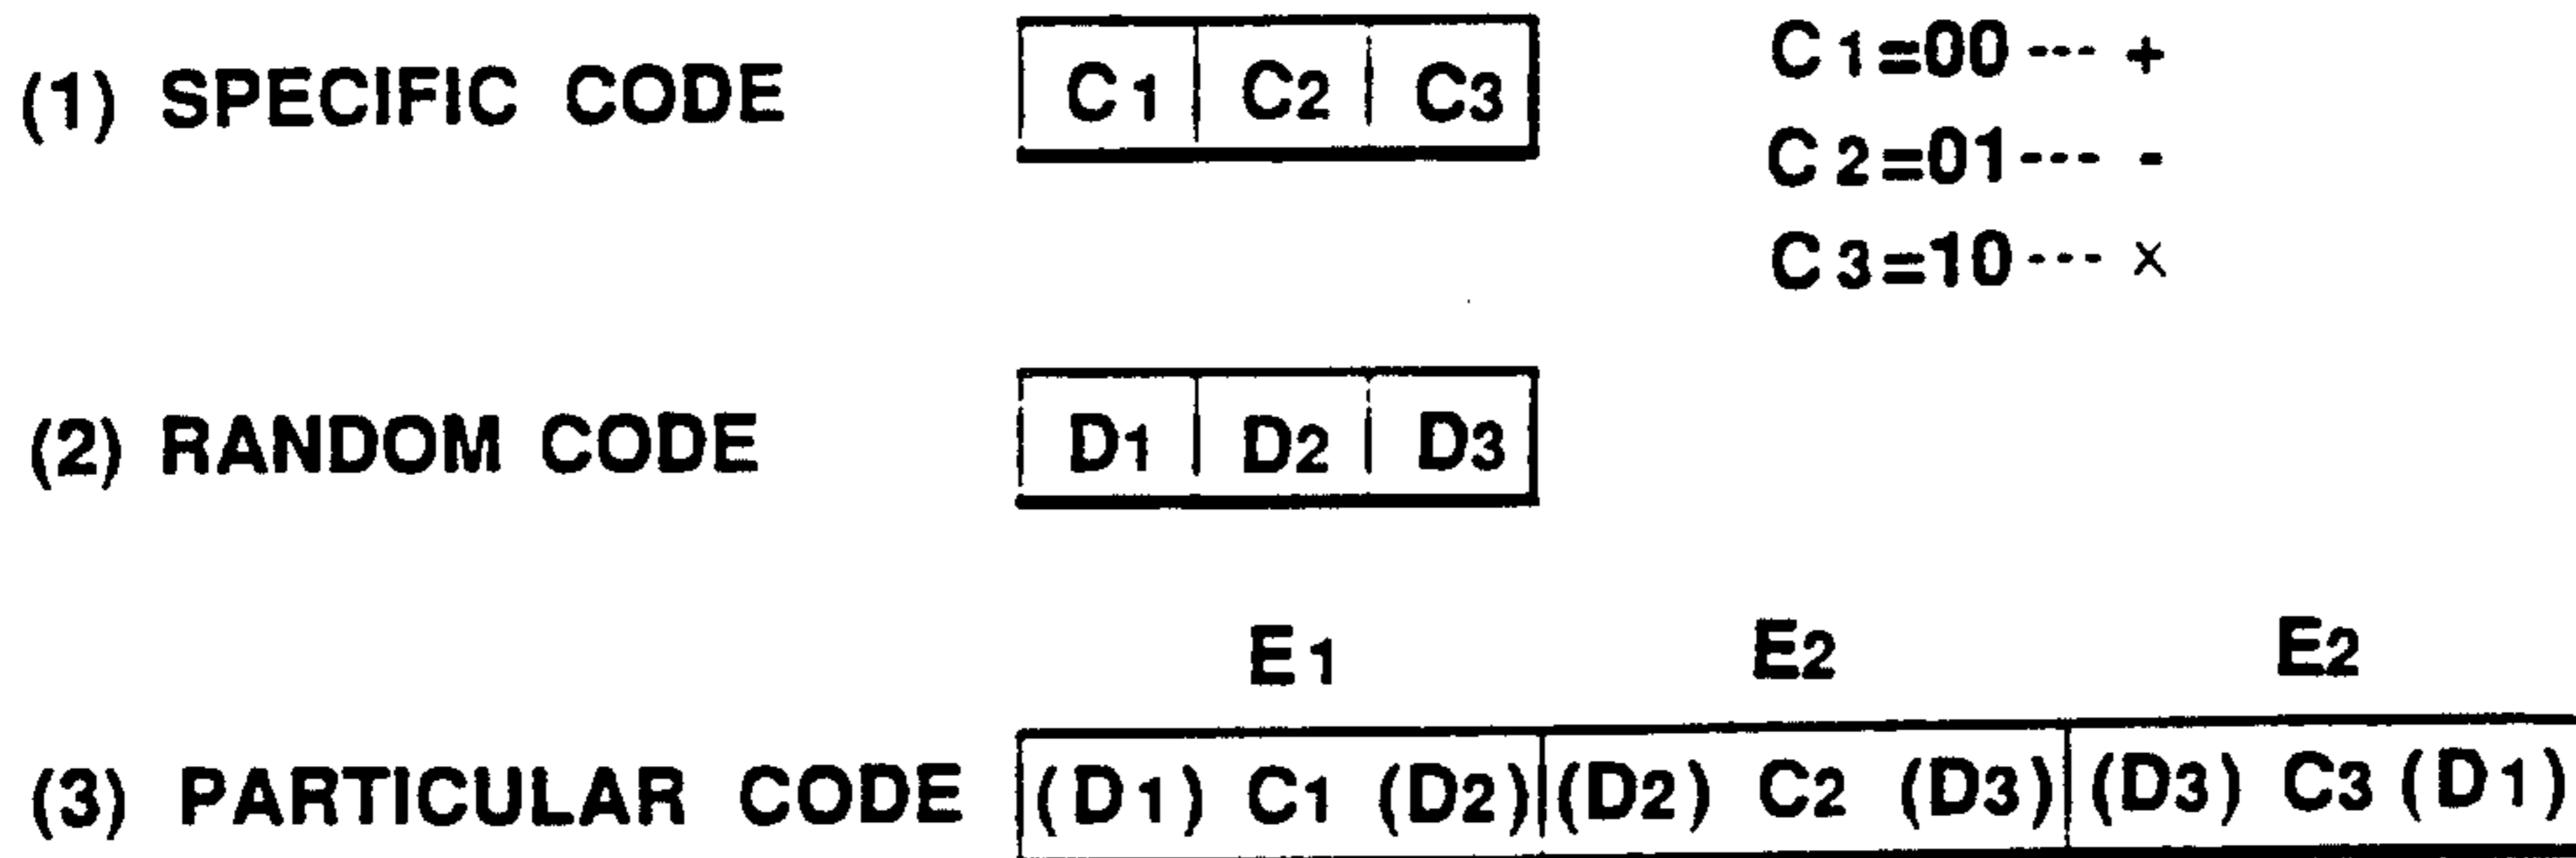 (1) SPECIFIC CODE C1 C2 C3
C1=00 --- +
C2=01 --- -
C3=10 --- ×
(2) RANDOM CODE D1 D2 D3
E1 E2 E2
(3) PARTICULAR CODE (D1) C1 (D2) (D2) C2 (D3) (D3) C3 (D1)